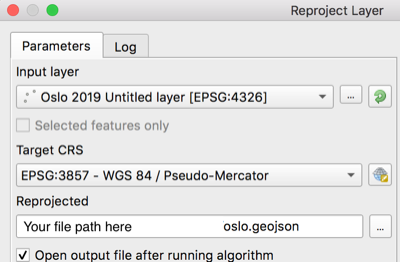 Reproject Layer
Parameters Log
Input layer
Oslo 2019 Untitled layer [EPSG:4326] ...
Selected features only
Target CRS
EPSG:3857 - WGS 84 / Pseudo-Mercator
Reprojected
Your file path here oslo.geojson ...
Open output file after running algorithm